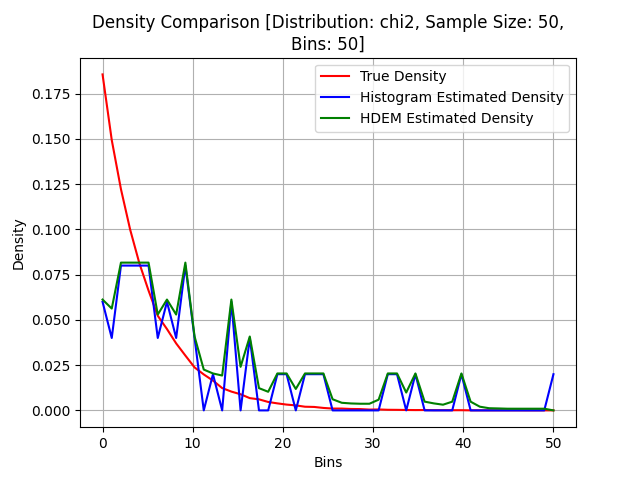 Density Comparison [Distribution: chi2, Sample Size: 50,
Bins: 50]
True Density
Histogram Estimated Density
HDEM Estimated Density
Density
0.175
0.150
0.125
0.100
0.075
0.050
0.025
0.000
0 10 20 30 40 50
Bins